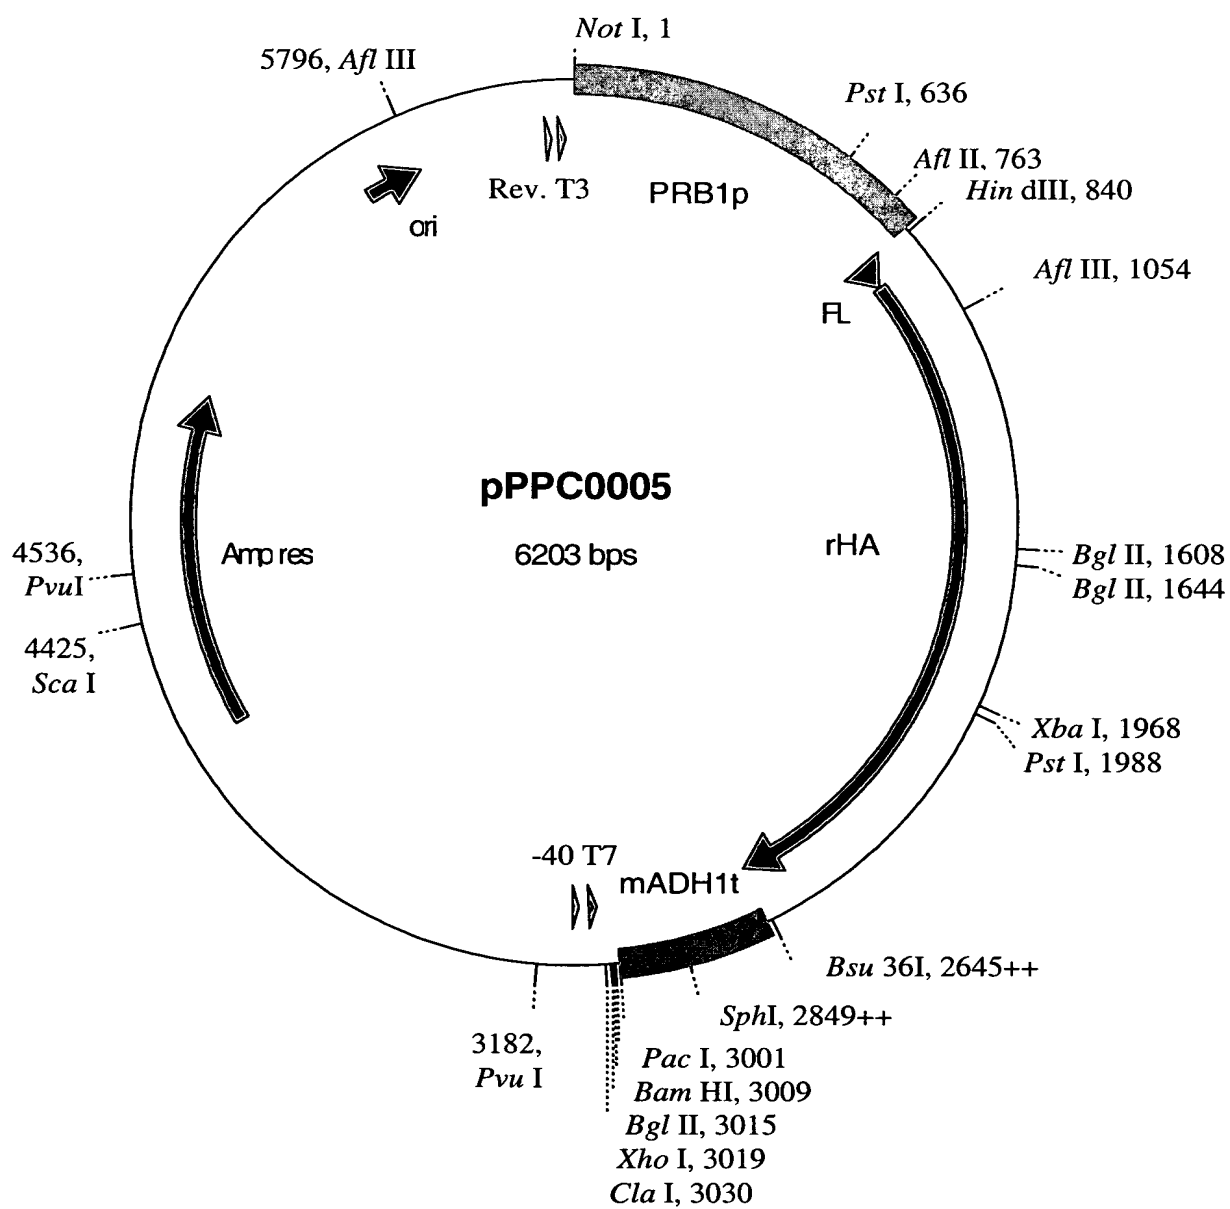 Not I, 1
5796, Afl III
Pst I, 636
Afl II, 763
Hin dIII, 840
Rev. T3
PRB1p
ori
Afl III, 1054
FL
pPPC0005
6203 bps
rHA
Amp res
4536,
PvuI
Bgl II, 1608
Bgl II, 1644
4425,
Sca I
Xba I, 1968
Pst I, 1988
-40 T7
mADH1t
Bsu 36I, 2645++
SphI, 2849++
3182,
Pvu I
Pac I, 3001
Bam HI, 3009
Bgl II, 3015
Xho I, 3019
Cla I, 3030